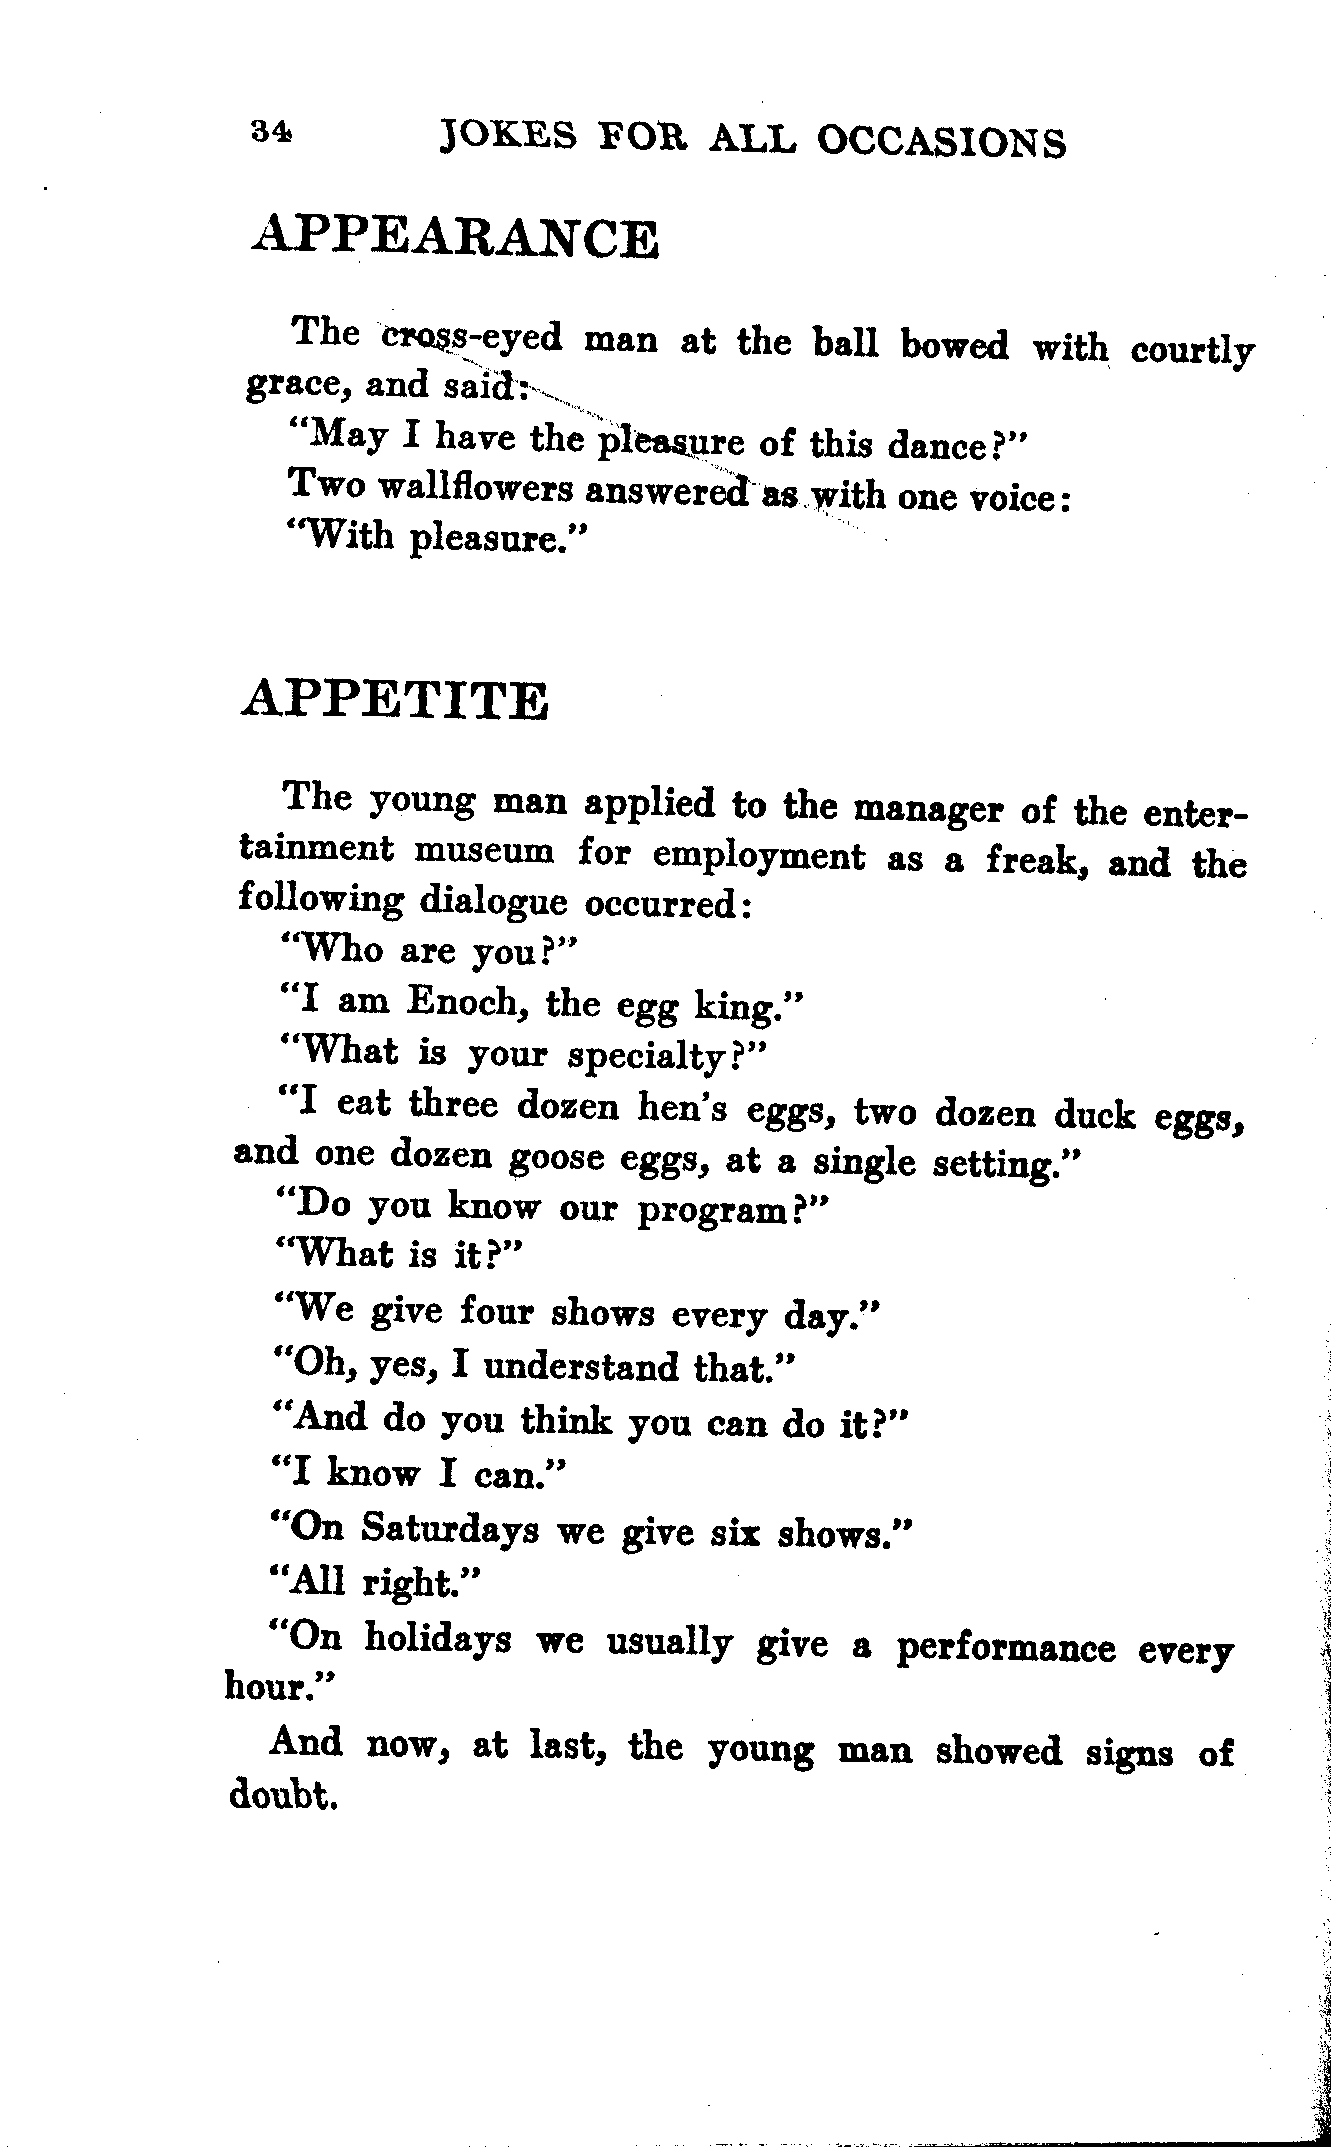 34 JOKES FOR ALL OCCASIONS
APPEARANCE
The cross-eyed man at the ball bowed with courtly
grace, and said:
"May I have the pleasure of this dance?"
Two wallflowers answered as with one voice:
"With pleasure."
APPETITE
The young man applied to the manager of the enter-
tainment museum for employment as a freak, and the
following dialogue occurred:
"Who are you?"
"I am Enoch, the egg king."
"What is your specialty?"
"I eat three dozen hen's eggs, two dozen duck eggs,
and one dozen goose eggs, at a single setting."
"Do you know our program?"
"What is it?"
"We give four shows every day."
"Oh, yes, I understand that."
"And do you think you can do it?"
"I know I can."
"On Saturdays we give six shows."
"All right."
"On holidays we usually give a performance every
hour."
And now, at last, the young man showed signs of
doubt.